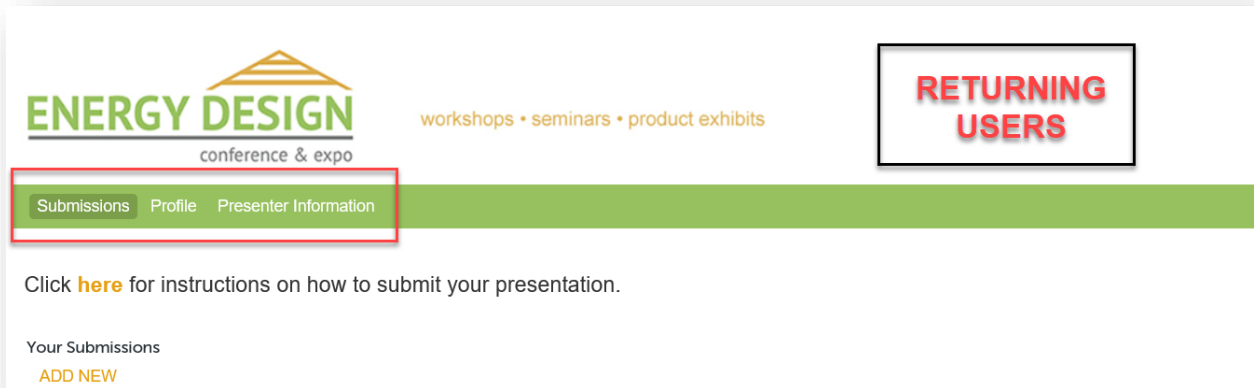 ENERGY DESIGN
conference & expo
workshops • seminars • product exhibits
RETURNING
USERS
Submissions Profile Presenter Information
Click here for instructions on how to submit your presentation.
Your Submissions
ADD NEW